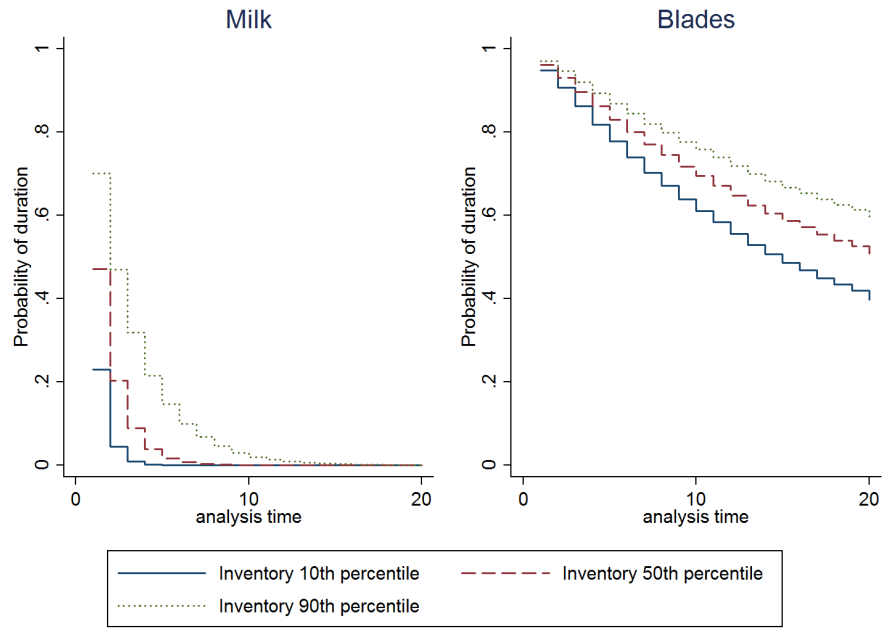 Milk
Blades
Probability of duration
1
.8
.6
.4
.2
0
0
10
20
analysis time
Probability of duration
1
.8
.6
.4
.2
0
0
10
20
analysis time
Inventory 10th percentile
Inventory 50th percentile
Inventory 90th percentile